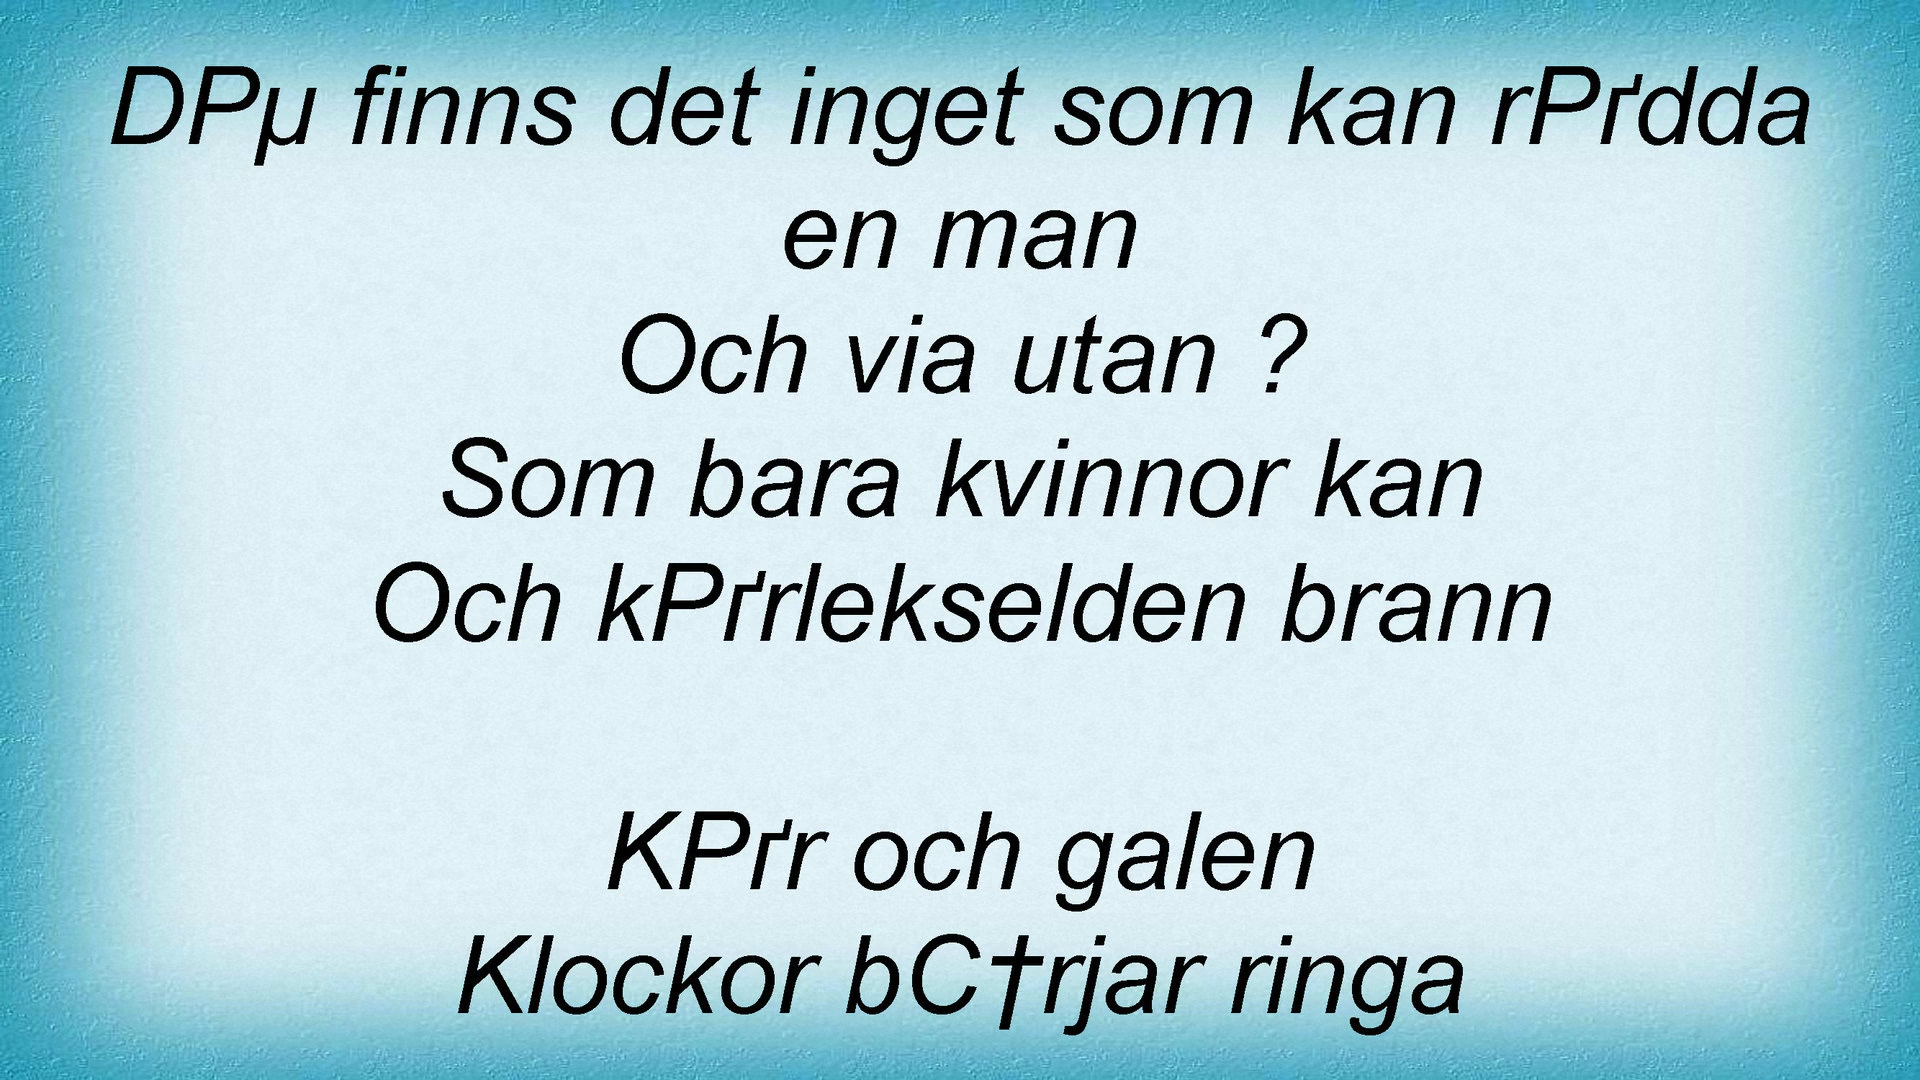 DPµ finns det inget som kan rPґdda
en man
Och via utan ?
Som bara kvinnor kan
Och kPґrlekselden brann
KPґr och galen
Klockor bC†rjar ringa